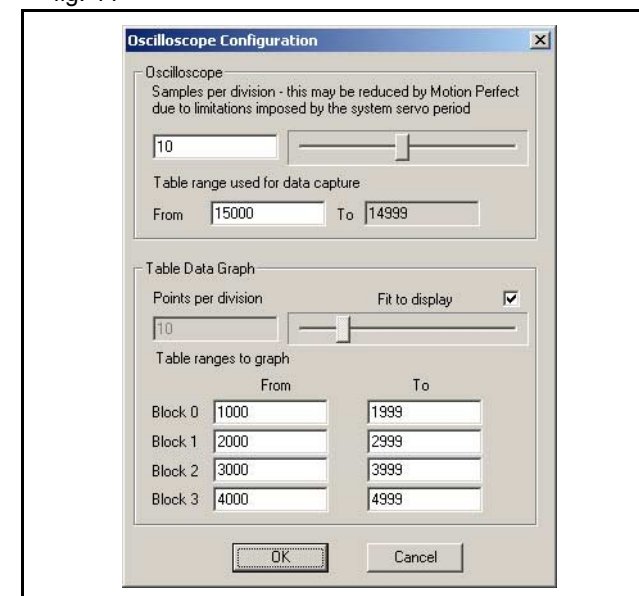 Oscilloscope Configuration
Oscilloscope
Samples per division - this may be reduced by Motion Perfect
due to limitations imposed by the system servo period
10
Table range used for data capture
From 15000 To 14999
Table Data Graph
Points per division Fit to display
10
Table ranges to graph
From To
Block 0 1000 1999
Block 1 2000 2999
Block 2 3000 3999
Block 3 4000 4999
OK Cancel